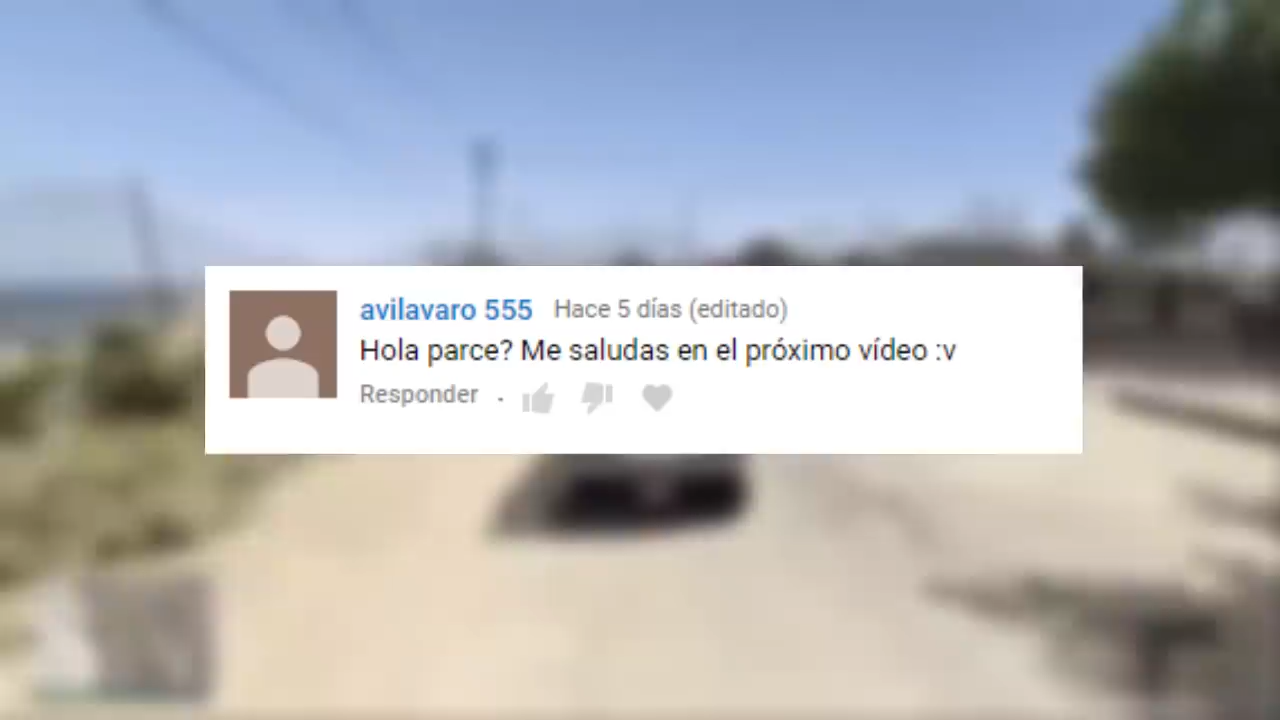 avilavaro 555 Hace 5 días (editado)
Hola parce? Me saludas en el próximo vídeo :v
Responder .